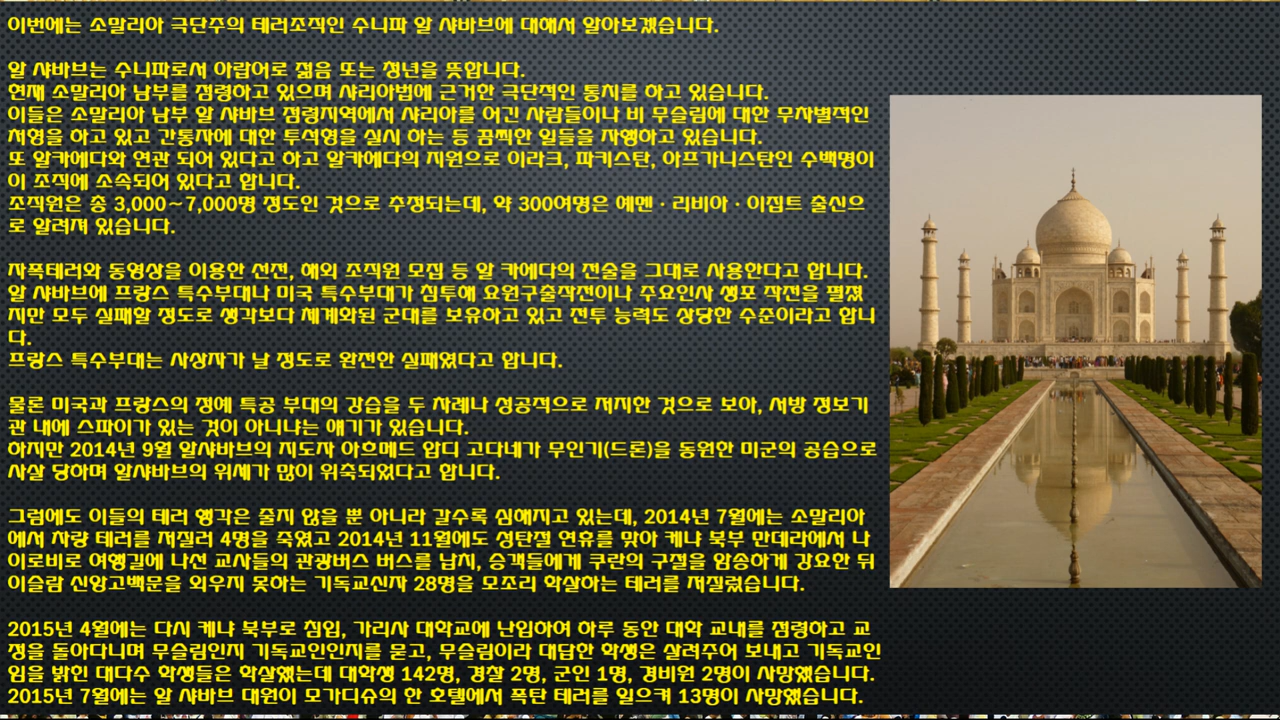 이번에는 소말리아 극단주의 테러조직인 수니파 알 샤바브에 대해서 알아보겠습니다.
알 샤바브는 수니파로서 아랍어로 젊음 또는 청년을 뜻합니다.
현재 소말리아 남부를 점령하고 있으며 샤리아법에 근거한 극단적인 통치를 하고 있습니다.
이들은 소말리아 남부 알 샤바브 점령지역에서 샤리아를 어긴 사람들이나 비 무슬림에 대한 무차별적인
처형을 하고 있고 간통자에 대한 투석형을 실시 하는 등 끔찍한 일들을 자행하고 있습니다.
또 알카에다와 연관 되어 있다고 하고 알카에다의 지원으로 이라크, 파키스탄, 아프가니스탄인 수백명이
이 조직에 소속되어 있다고 합니다.
조직원은 총 3,000~7,000명 정도인 것으로 추정되는데, 약 300여명은 예멘·리비아·이집트 출신으
로 알려져 있습니다.
자폭테러와 동영상을 이용한 선전, 해외 조직원 모집 등 알 카에다의 전술을 그대로 사용한다고 합니다.
알 샤바브에 프랑스 특수부대나 미국 특수부대가 침투해 요원구출작전이나 주요인사 생포 작전을 펼쳤
지만 모두 실패할 정도로 생각보다 체계화된 군대를 보유하고 있고 전투 능력도 상당한 수준이라고 합니
다.
프랑스 특수부대는 사상자가 날 정도로 완전한 실패였다고 합니다.
물론 미국과 프랑스의 정예 특공 부대의 강습을 두 차례나 성공적으로 저지한 것으로 보아, 서방 정보기
관 내에 스파이가 있는 것이 아니냐는 얘기가 있습니다.
하지만 2014년 9월 알샤바브의 지도자 아흐메드 압디 고다네가 무인기(드론)을 동원한 미군의 공습으로
사살 당하며 알샤바브의 위세가 많이 위축되었다고 합니다.
그럼에도 이들의 테러 행각은 줄지 않을 뿐 아니라 갈수록 심해지고 있는데, 2014년 7월에는 소말리아
에서 차량 테러를 저질러 4명을 죽였고 2014년 11월에도 성탄절 연휴를 맞아 케냐 북부 만데라에서 나
이로비로 여행길에 나선 교사들의 관광버스 버스를 납치, 승객들에게 쿠란의 구절을 암송하게 강요한 뒤
이슬람 신앙고백문을 외우지 못하는 기독교신자 28명을 모조리 학살하는 테러를 저질렀습니다.
2015년 4월에는 다시 케냐 북부로 침입, 가리사 대학교에 난입하여 하루 동안 대학 교내를 점령하고 교
정을 돌아다니며 무슬림인지 기독교인인지를 묻고, 무슬림이라 대답한 학생은 살려주어 보내고 기독교인
임을 밝힌 대다수 학생들은 학살했는데 대학생 142명, 경찰 2명, 군인 1명, 경비원 2명이 사망했습니다.
2015년 7월에는 알 샤바브 대원이 모가디슈의 한 호텔에서 폭탄 테러를 일으켜 13명이 사망했습니다.